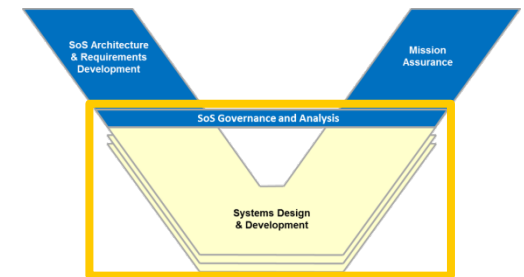 SoS Architecture
& Requirements
Development
Mission
Assurance
SoS Governance and Analysis
Systems Design
& Development